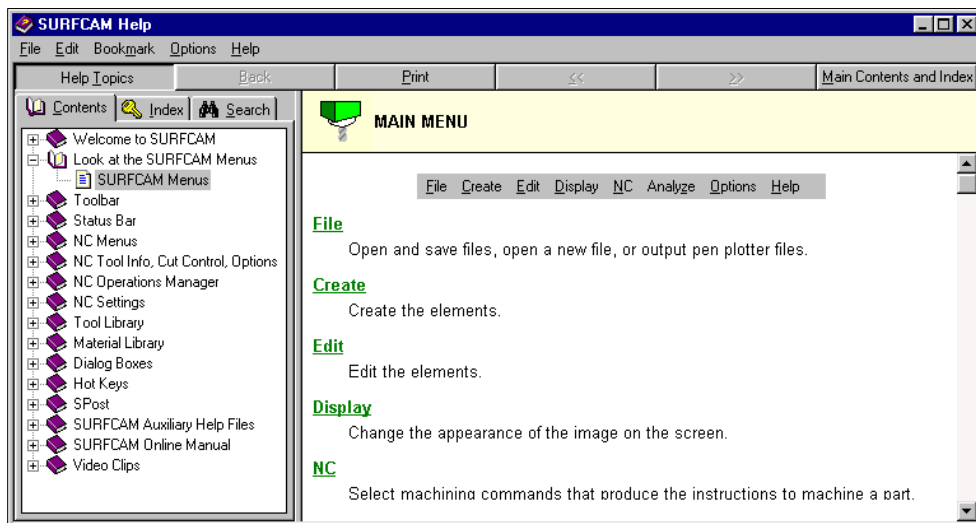 SURFCAM Help
File Edit Bookmark Options Help
Help Topics Back Print << >> Main Contents and Index
Contents Index Search
Welcome to SURFCAM
Look at the SURFCAM Menus
SURFCAM Menus
Toolbar
Status Bar
NC Menus
NC Tool Info, Cut Control, Options
NC Operations Manager
NC Settings
Tool Library
Material Library
Dialog Boxes
Hot Keys
SPost
SURFCAM Auxiliary Help Files
SURFCAM Online Manual
Video Clips
MAIN MENU
File Create Edit Display NC Analyze Options Help
File
Open and save files, open a new file, or output pen plotter files.
Create
Create the elements.
Edit
Edit the elements.
Display
Change the appearance of the image on the screen.
NC
Select machining commands that produce the instructions to machine a part.